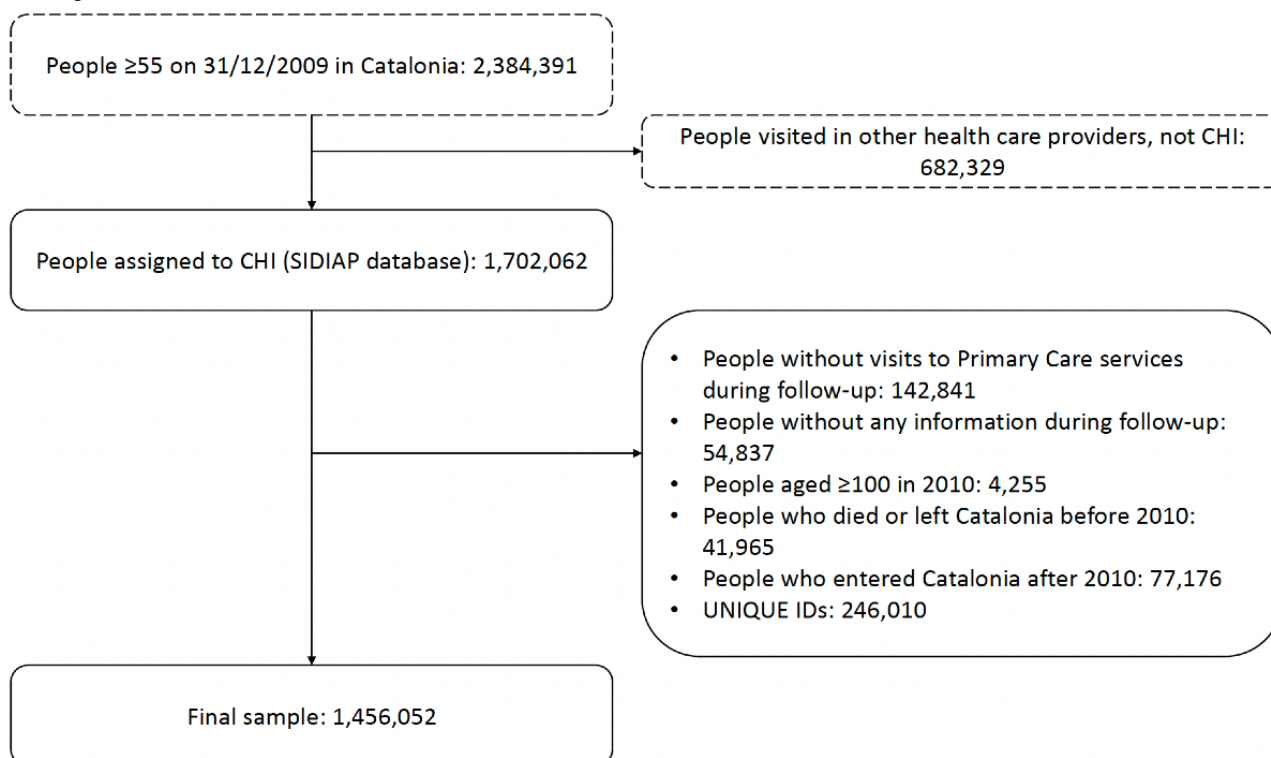 People ≥55 on 31/12/2009 in Catalonia: 2,384,391
People visited in other health care providers, not CHI:
682,329
People assigned to CHI (SIDIAP database): 1,702,062
• People without visits to Primary Care services
during follow-up: 142,841
• People without any information during follow-up:
54,837
• People aged ≥100 in 2010: 4,255
• People who died or left Catalonia before 2010:
41,965
• People who entered Catalonia after 2010: 77,176
• UNIQUE IDs: 246,010
Final sample: 1,456,052